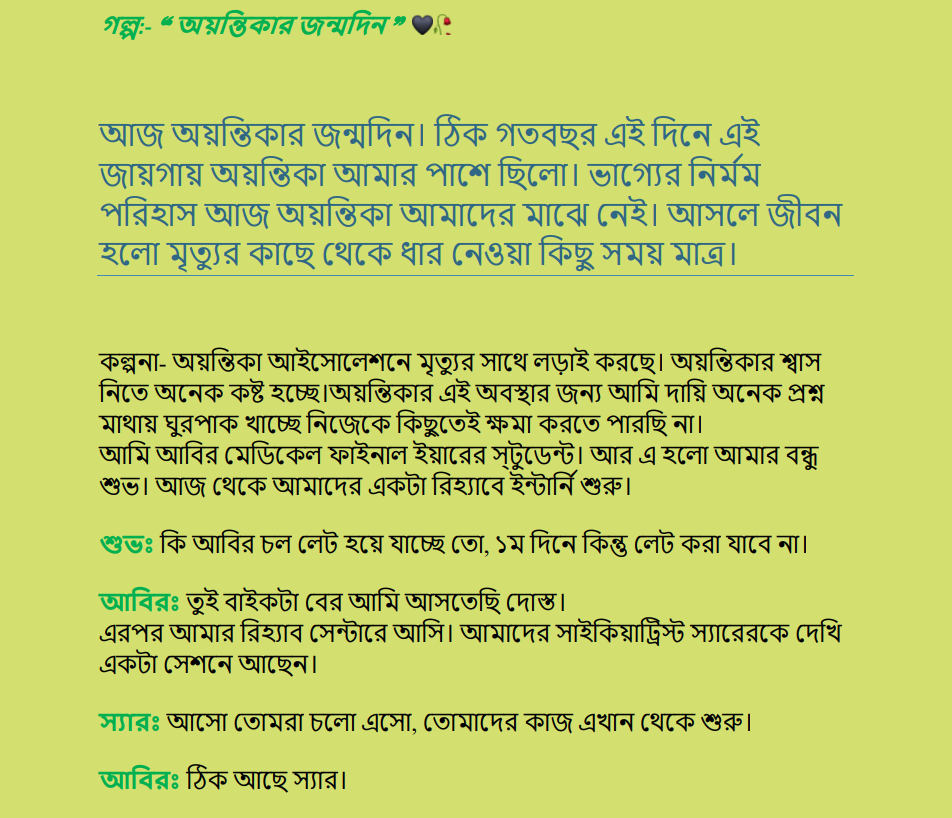 গল্প:- “ অয়ন্তিকার জন্মদিন ” 🖤🥀
আজ অয়ন্তিকার জন্মদিন। ঠিক গতবছর এই দিনে এই
জায়গায় অয়ন্তিকা আমার পাশে ছিলো। ভাগ্যের নির্মম
পরিহাস আজ অয়ন্তিকা আমাদের মাঝে নেই। আসলে জীবন
হলো মৃত্যুর কাছে থেকে ধার নেওয়া কিছু সময় মাত্র।
কল্পনা- অয়ন্তিকা আইসোলেশনে মৃত্যুর সাথে লড়াই করছে। অয়ন্তিকার শ্বাস
নিতে অনেক কষ্ট হচ্ছে।অয়ন্তিকার এই অবস্থার জন্য আমি দায়ি অনেক প্রশ্ন
মাথায় ঘুরপাক খাচ্ছে নিজেকে কিছুতেই ক্ষমা করতে পারছি না।
আমি আবির মেডিকেল ফাইনাল ইয়ারের স্টুডেন্ট। আর এ হলো আমার বন্ধু
শুভ। আজ থেকে আমাদের একটা রিহ্যাবে ইন্টার্নি শুরু।
শুভঃ কি আবির চল লেট হয়ে যাচ্ছে তো, ১ম দিনে কিন্তু লেট করা যাবে না।
আবিরঃ তুই বাইকটা বের আমি আসতেছি দোস্ত।
এরপর আমার রিহ্যাব সেন্টারে আসি। আমাদের সাইকিয়াট্রিস্ট স্যারেরকে দেখি
একটা সেশনে আছেন।
স্যারঃ আসো তোমরা চলো এসো, তোমাদের কাজ এখান থেকে শুরু।
আবিরঃ ঠিক আছে স্যার।